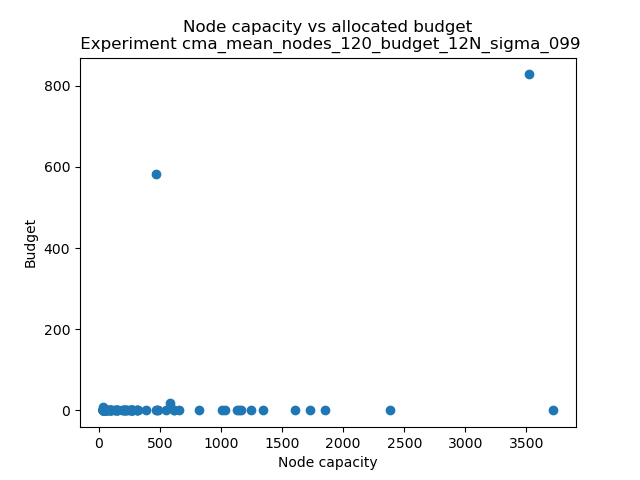 Node capacity vs allocated budget
Experiment cma_mean_nodes_120_budget_12N_sigma_099
800
600
400
200
0
Budget
0 500 1000 1500 2000 2500 3000 3500
Node capacity